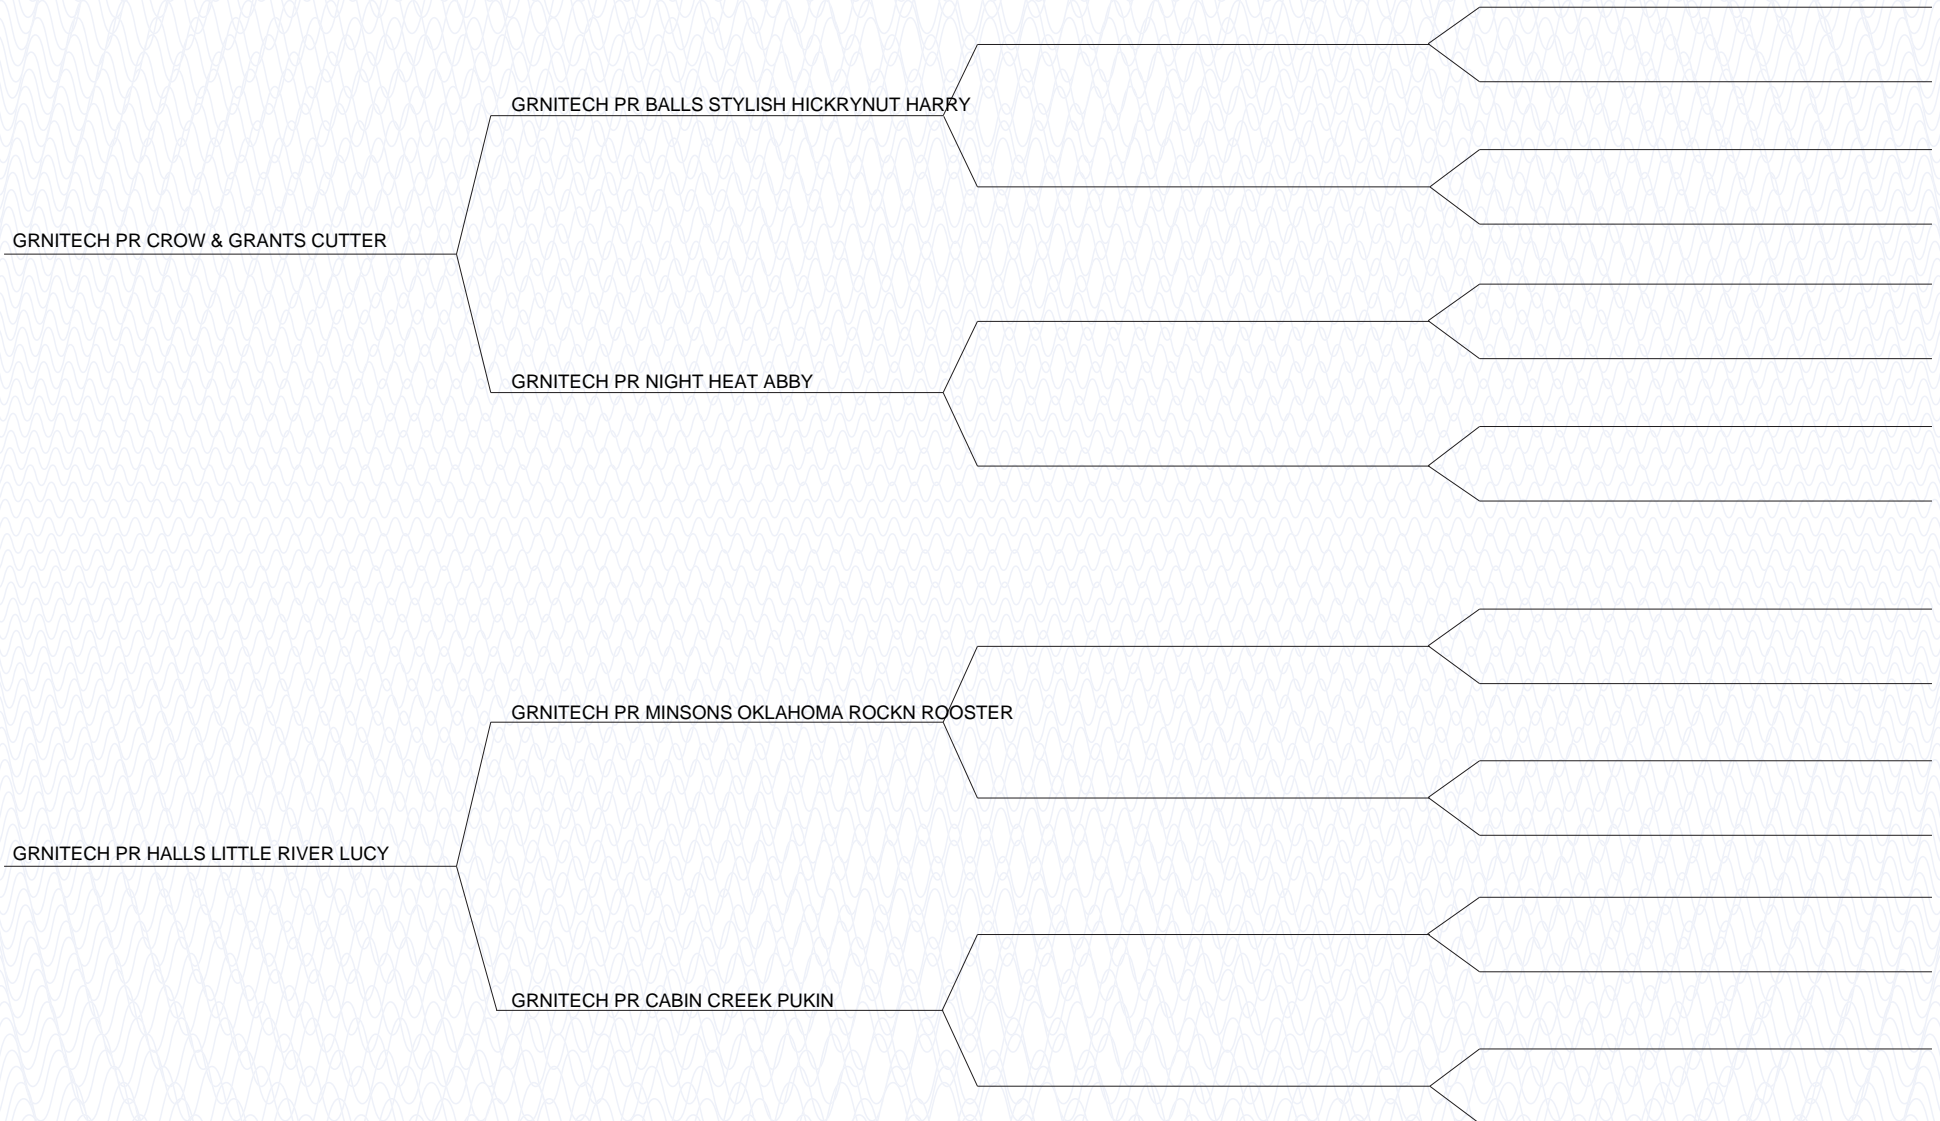 GRNITECH PR BALLS STYLISH HICKRYNUT HARRY
GRNITECH PR CROW & GRANTS CUTTER
GRNITECH PR NIGHT HEAT ABBY
GRNITECH PR MINSONS OKLAHOMA ROCKN ROOSTER
GRNITECH PR HALLS LITTLE RIVER LUCY
GRNITECH PR CABIN CREEK PUKIN